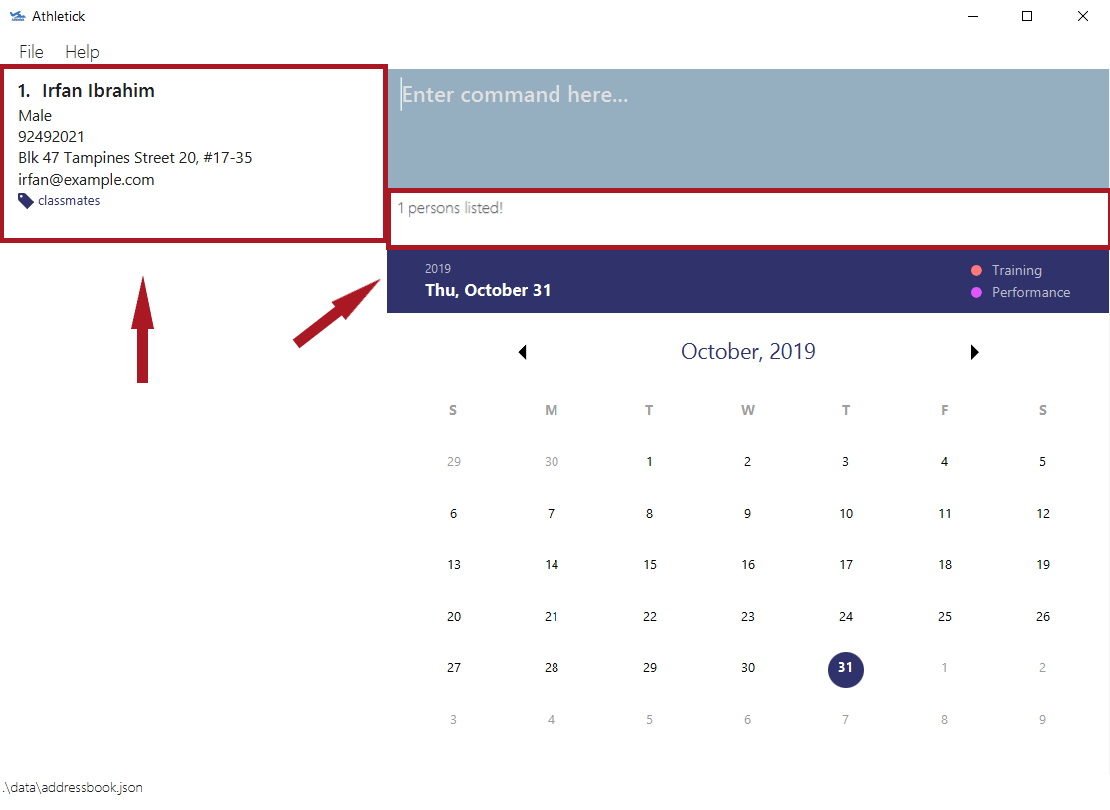 Athletick
File Help
1. Irfan Ibrahim
Male
92492021
Blk 47 Tampines Street 20, #17-35
irfan@example.com
classmates
Enter command here...
1 persons listed!
2019
Thu, October 31
Training
Performance
October, 2019
S M T W T F S
29 30 1 2 3 4 5
6 7 8 9 10 11 12
13 14 15 16 17 18 19
20 21 22 23 24 25 26
27 28 29 30 31 1 2
3 4 5 6 7 8 9
.\data\addressbook.json